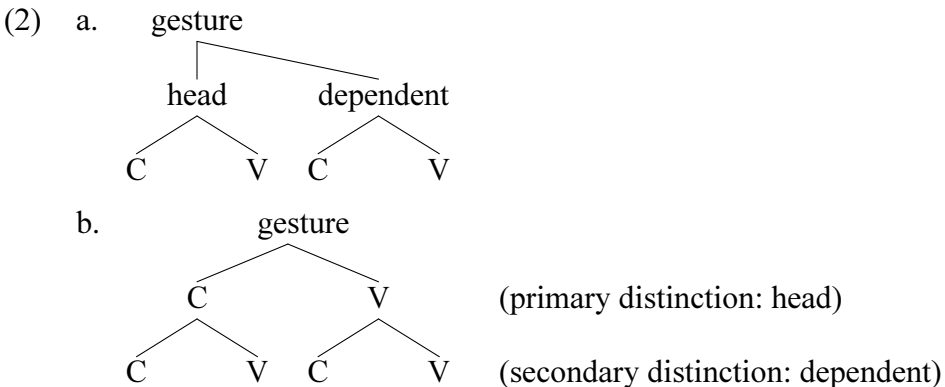 (2) a. gesture
head dependent
C V C V
b. gesture
C V (primary distinction: head)
C V C V (secondary distinction: dependent)